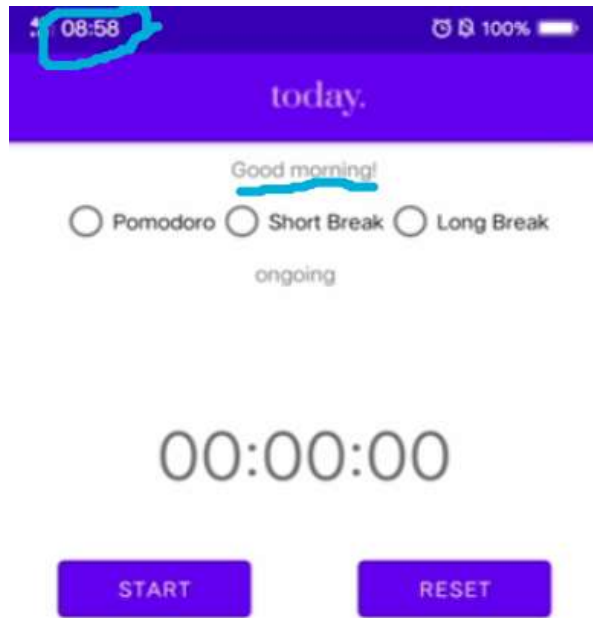 08:58 100%
today.
Good morning!
Pomodoro Short Break Long Break
ongoing
00:00:00
START RESET